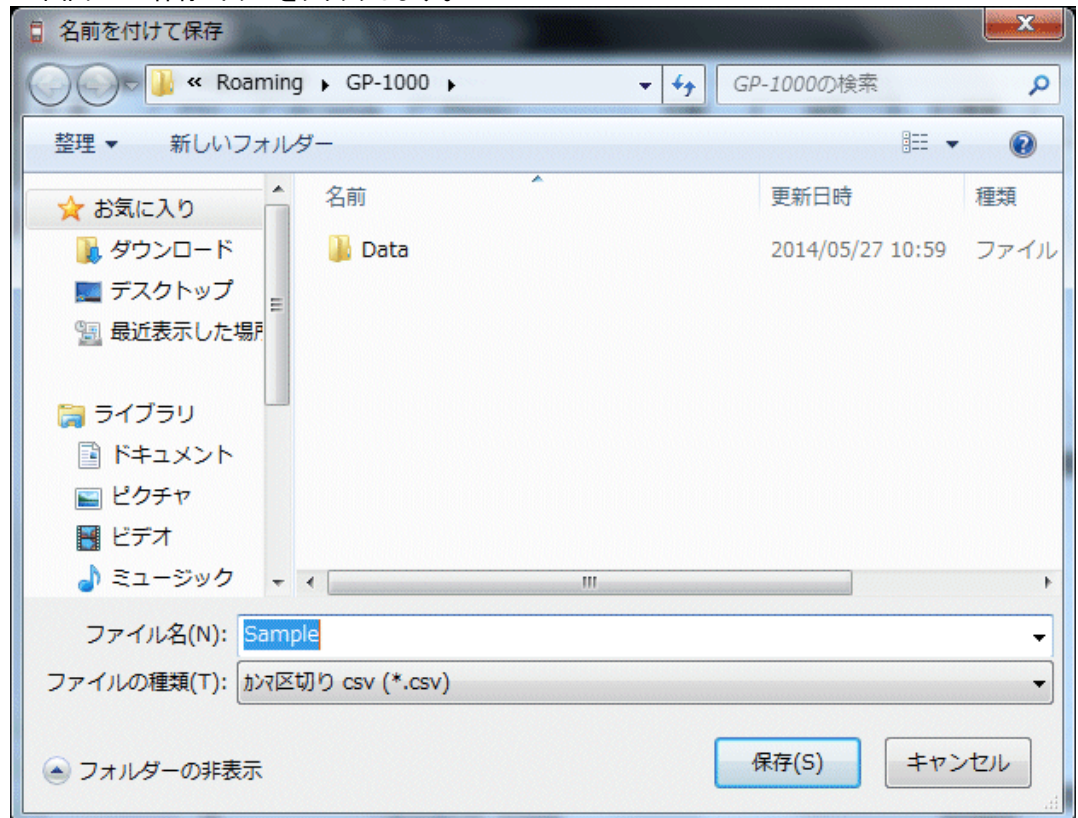 名前を付けて保存
« Roaming ▸ GP-1000 ▸
GP-1000の検索
整理 ▼ 新しいフォルダー
お気に入り
ダウンロード
デスクトップ
最近表示した場所
ライブラリ
ドキュメント
ピクチャ
ビデオ
ミュージック
名前 更新日時 種類
Data 2014/05/27 10:59 ファイル
ファイル名(N): Sample
ファイルの種類(T): ｶﾝﾏ区切り csv (*.csv)
フォルダーの非表示
保存(S) キャンセル